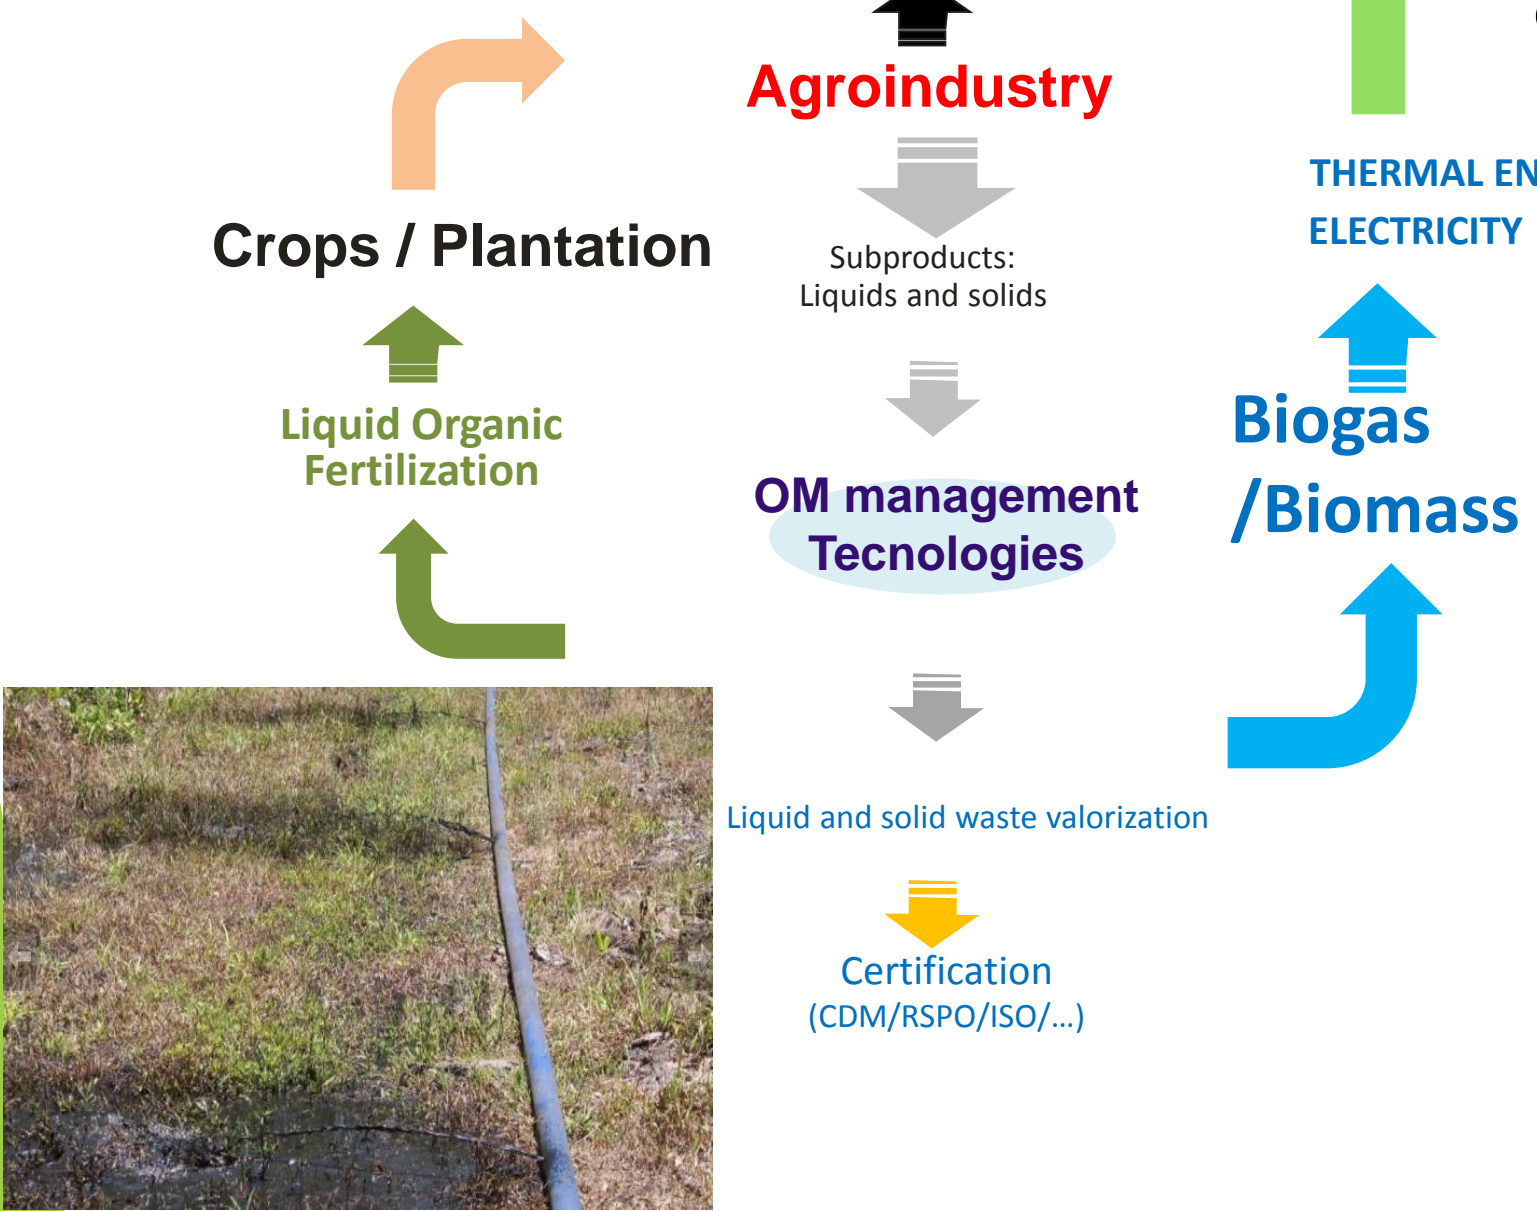 Agroindustry
Crops / Plantation
Subproducts:
Liquids and solids
THERMAL
ELECTRICITY
Liquid Organic
Fertilization
OM management
Tecnologies
Biogas
/Biomass
Liquid and solid waste valorization
Certification
(CDM/RSPO/ISO/...)